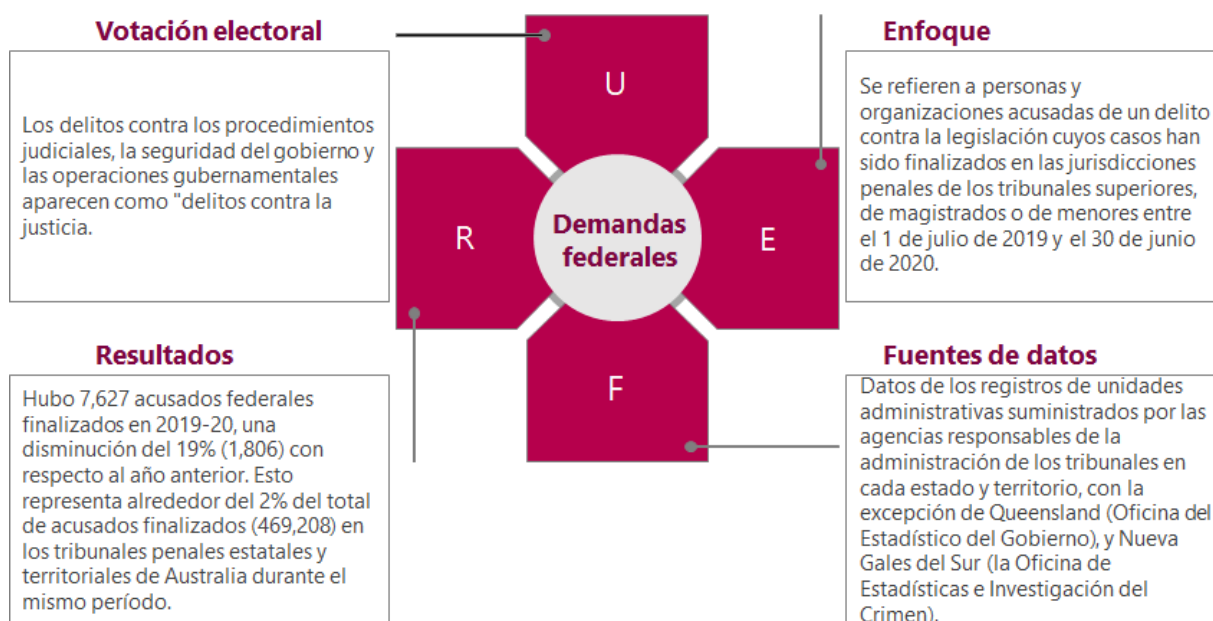 Votación electoral
Los delitos contra los procedimientos
judiciales, la seguridad del gobierno y
las operaciones gubernamentales
aparecen como "delitos contra la
justicia.
U
R
Demandas
federales
E
F
Enfoque
Se refieren a personas y
organizaciones acusadas de un delito
contra la legislación cuyos casos han
sido finalizados en las jurisdicciones
penales de los tribunales superiores,
de magistrados o de menores entre
el 1 de julio de 2019 y el 30 de junio
de 2020.
Resultados
Hubo 7,627 acusados federales
finalizados en 2019-20, una
disminución del 19% (1,806) con
respecto al año anterior. Esto
representa alrededor del 2% del total
de acusados finalizados (469,208) en
los tribunales penales estatales y
territoriales de Australia durante el
mismo período.
Fuentes de datos
Datos de los registros de unidades
administrativas suministrados por las
agencias responsables de la
administración de los tribunales en
cada estado y territorio, con la
excepción de Queensland (Oficina del
Estadístico del Gobierno), y Nueva
Gales del Sur (la Oficina de
Estadísticas e Investigación del
Crimen).